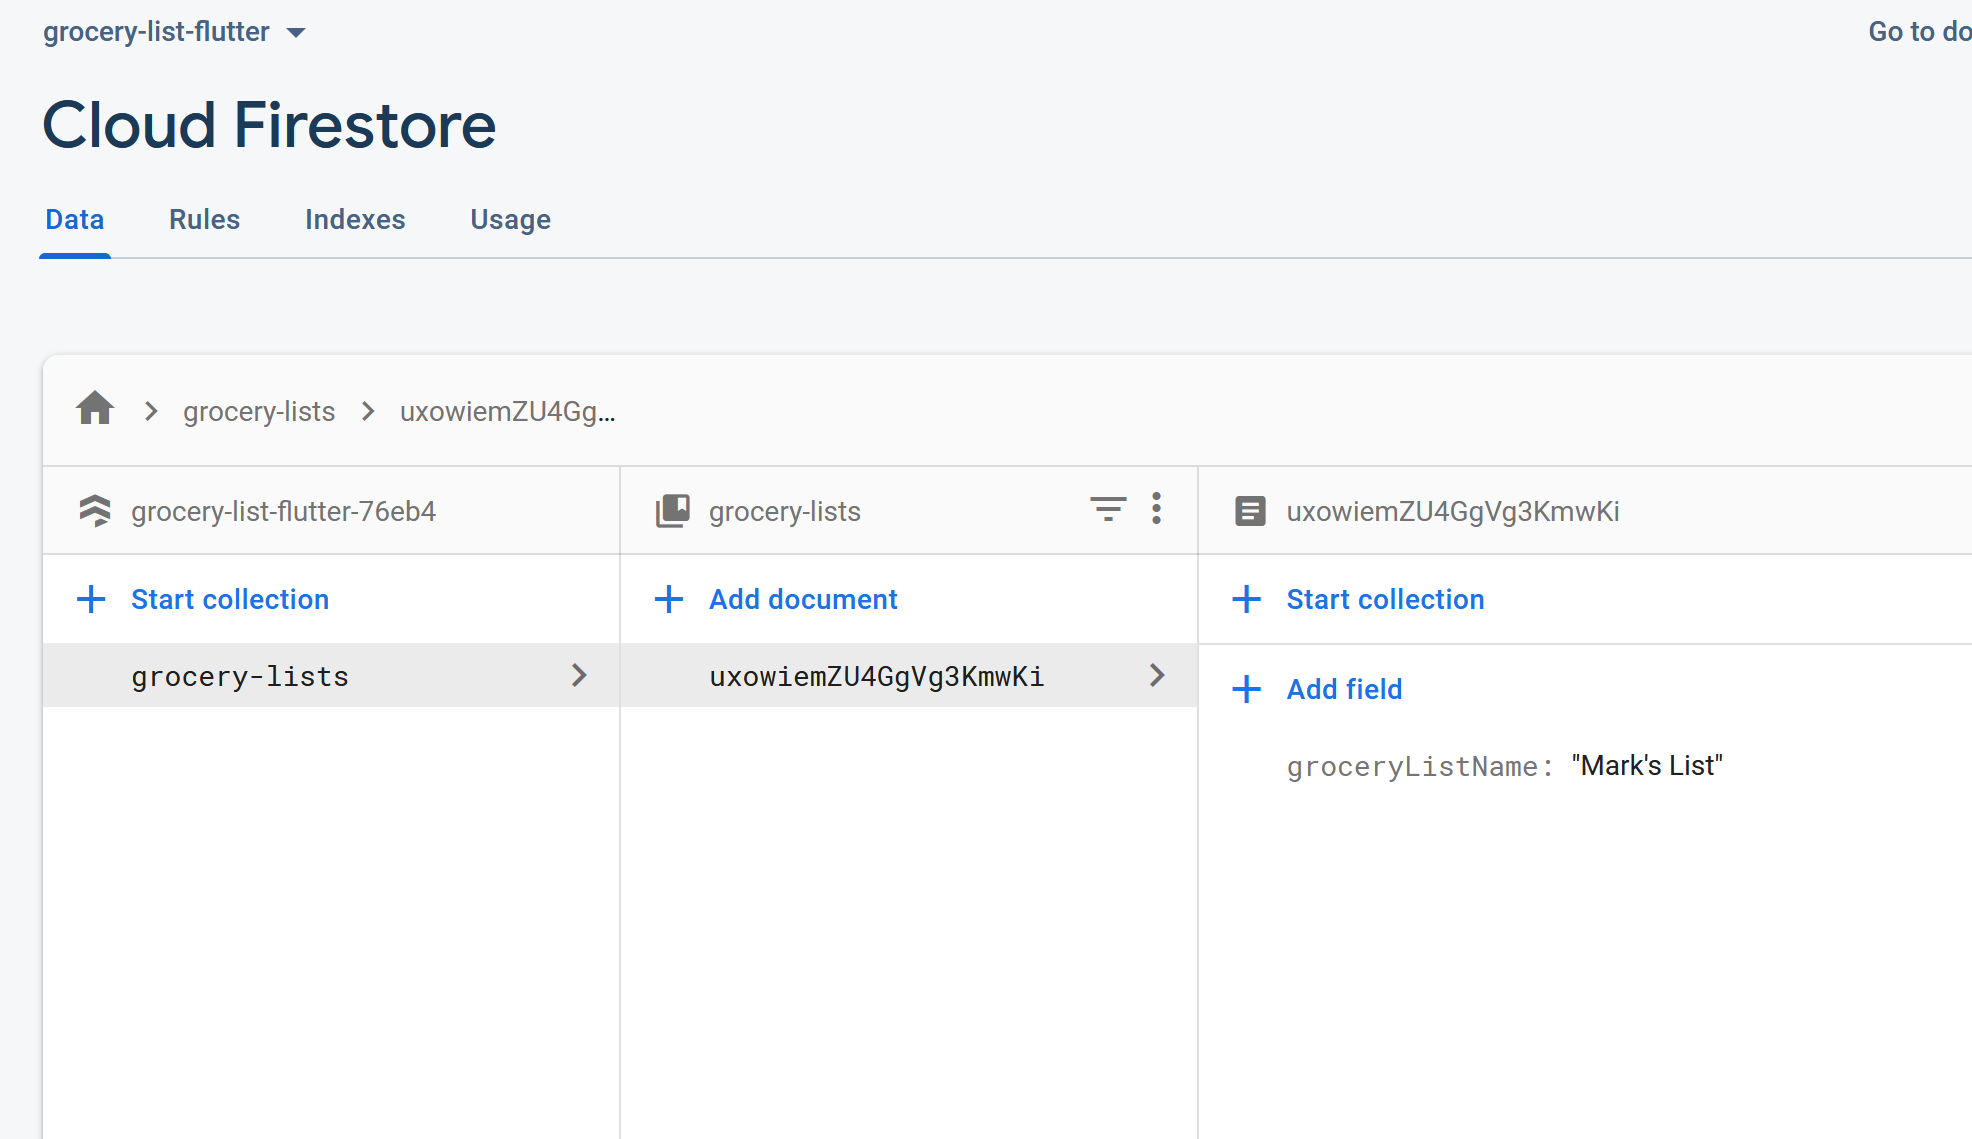 grocery-list-flutter
Go to do
Cloud Firestore
Data Rules Indexes Usage
grocery-lists uxowiemZU4Gg...
grocery-list-flutter-76eb4
grocery-lists
uxowiemZU4GgVg3KmwKi
Start collection
Add document
Start collection
grocery-lists
uxowiemZU4GgVg3KmwKi
Add field
groceryListName: "Mark's List"